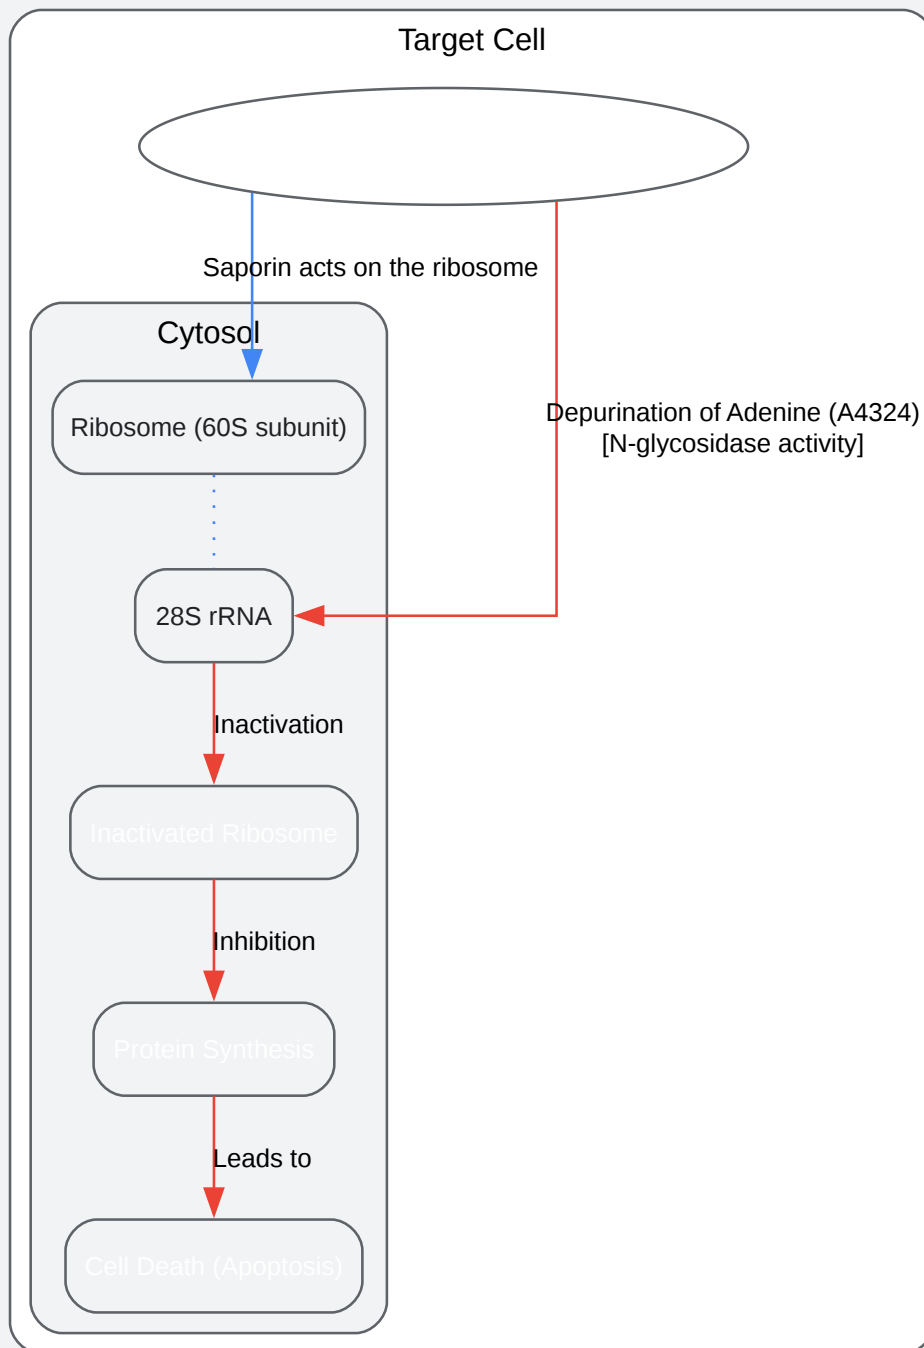 Target Cell
Saporin acts on the ribosome
Cytosol
Ribosome (60S subunit)
Depurination of Adenine (A4324)
[N-glycosidase activity]
28S rRNA
Inactivation
Inactivated Ribosome
Inhibition
Protein Synthesis
Leads to
Cell Death (Apoptosis)